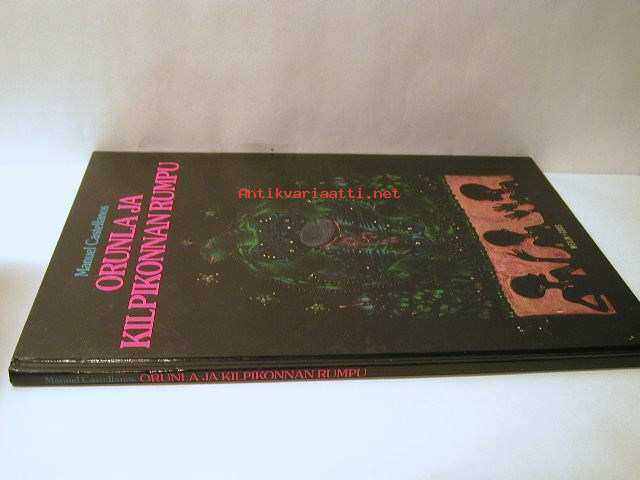 Manuel Castellanos
ORUNLA JA
KILPIKONNAN RUMPU
Antikvariaatti.net
Manuel Castellanos ORUNLA JA KILPIKONNAN RUMPU